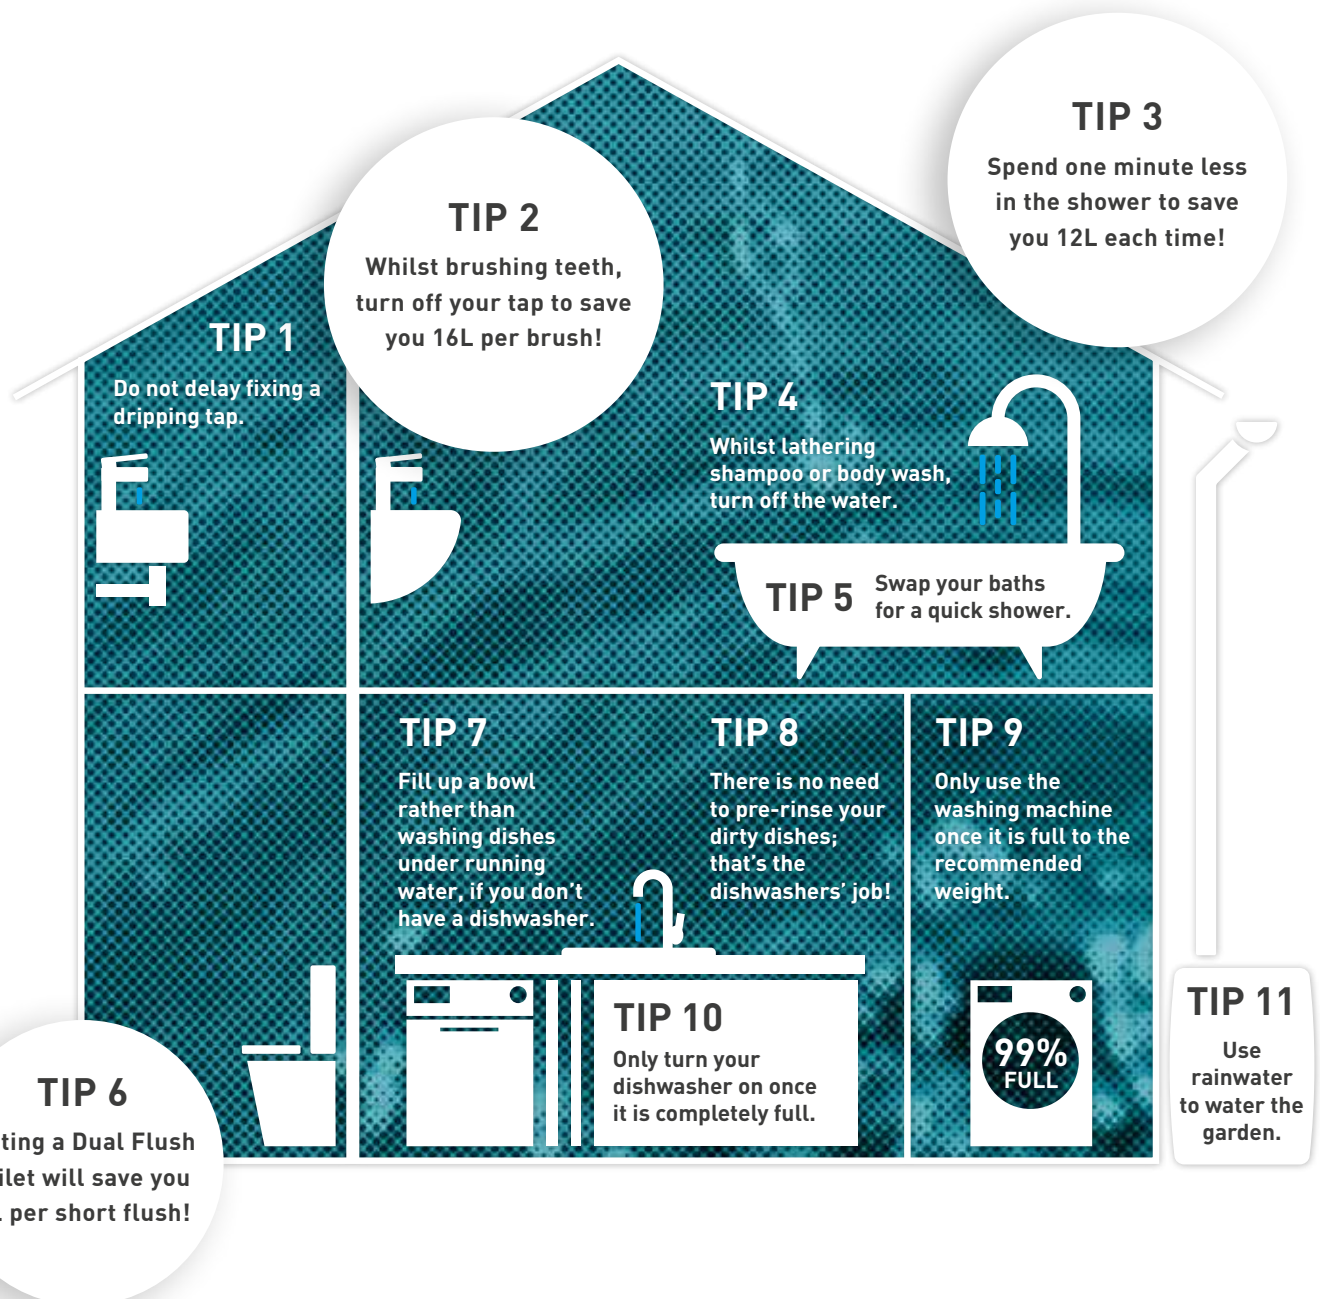 TIP 1
Do not delay fixing a
dripping tap.
TIP 2
Whilst brushing teeth,
turn off your tap to save
you 16L per brush!
TIP 3
Spend one minute less
in the shower to save
you 12L each time!
TIP 4
Whilst lathering
shampoo or body wash,
turn off the water.
TIP 5
Swap your baths
for a quick shower.
TIP 6
a Dual Flush
will save you
per short flush!
TIP 7
Fill up a bowl
rather than
washing dishes
under running
water, if you don't
have a dishwasher.
TIP 8
There is no need
to pre-rinse your
dirty dishes;
that's the
dishwashers' job!
TIP 9
Only use the
washing machine
once it is full to the
recommended
weight.
99%
FULL
TIP 10
Only turn your
dishwasher on once
it is completely full.
TIP 11
Use
rainwater
to water the
garden.